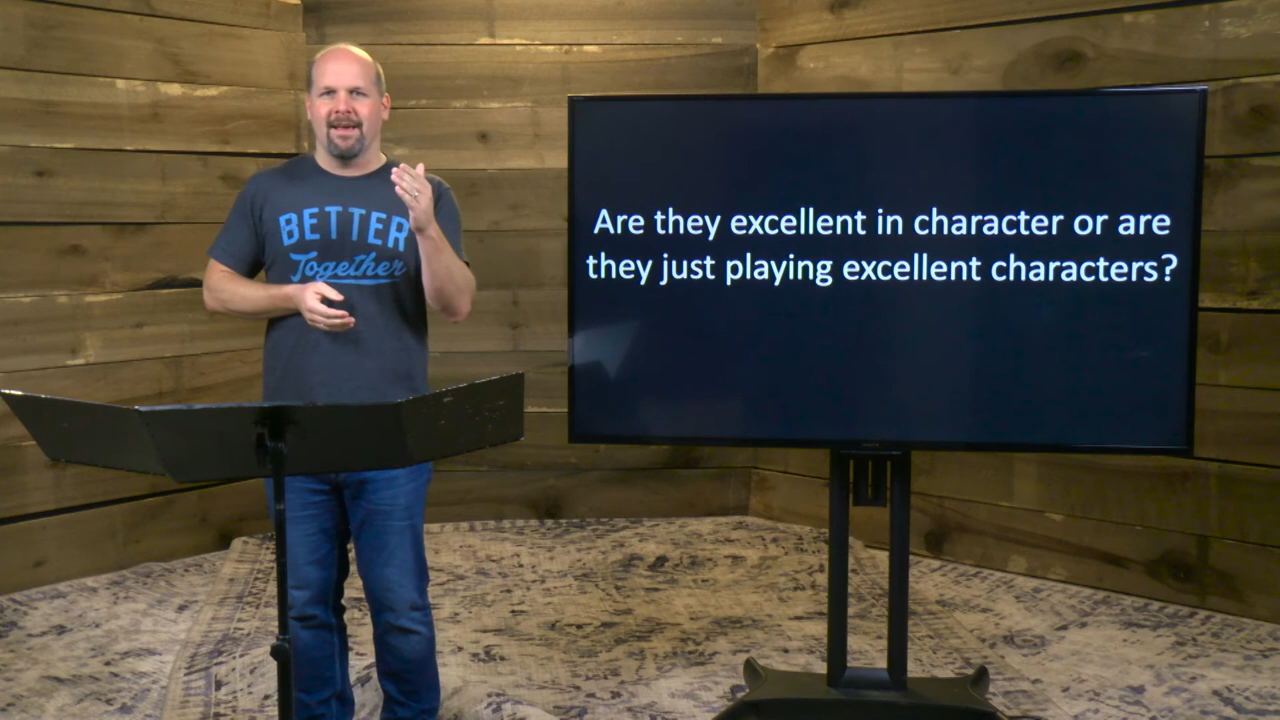 BETTER
Together
Are they excellent in character or are
they just playing excellent characters?